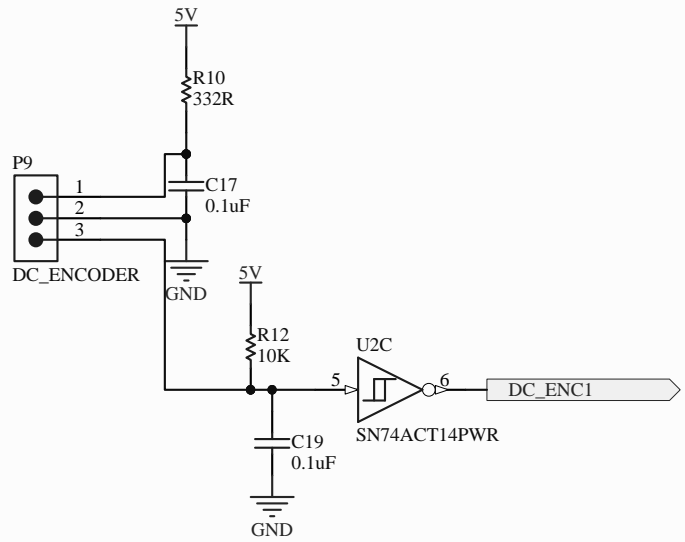 5V
R10
332R
P9
1
2
3
C17
0.1uF
DC_ENCODER
GND
5V
R12
10K
U2C
5
6
DC_ENC1
SN74ACT14PWR
C19
0.1uF
GND